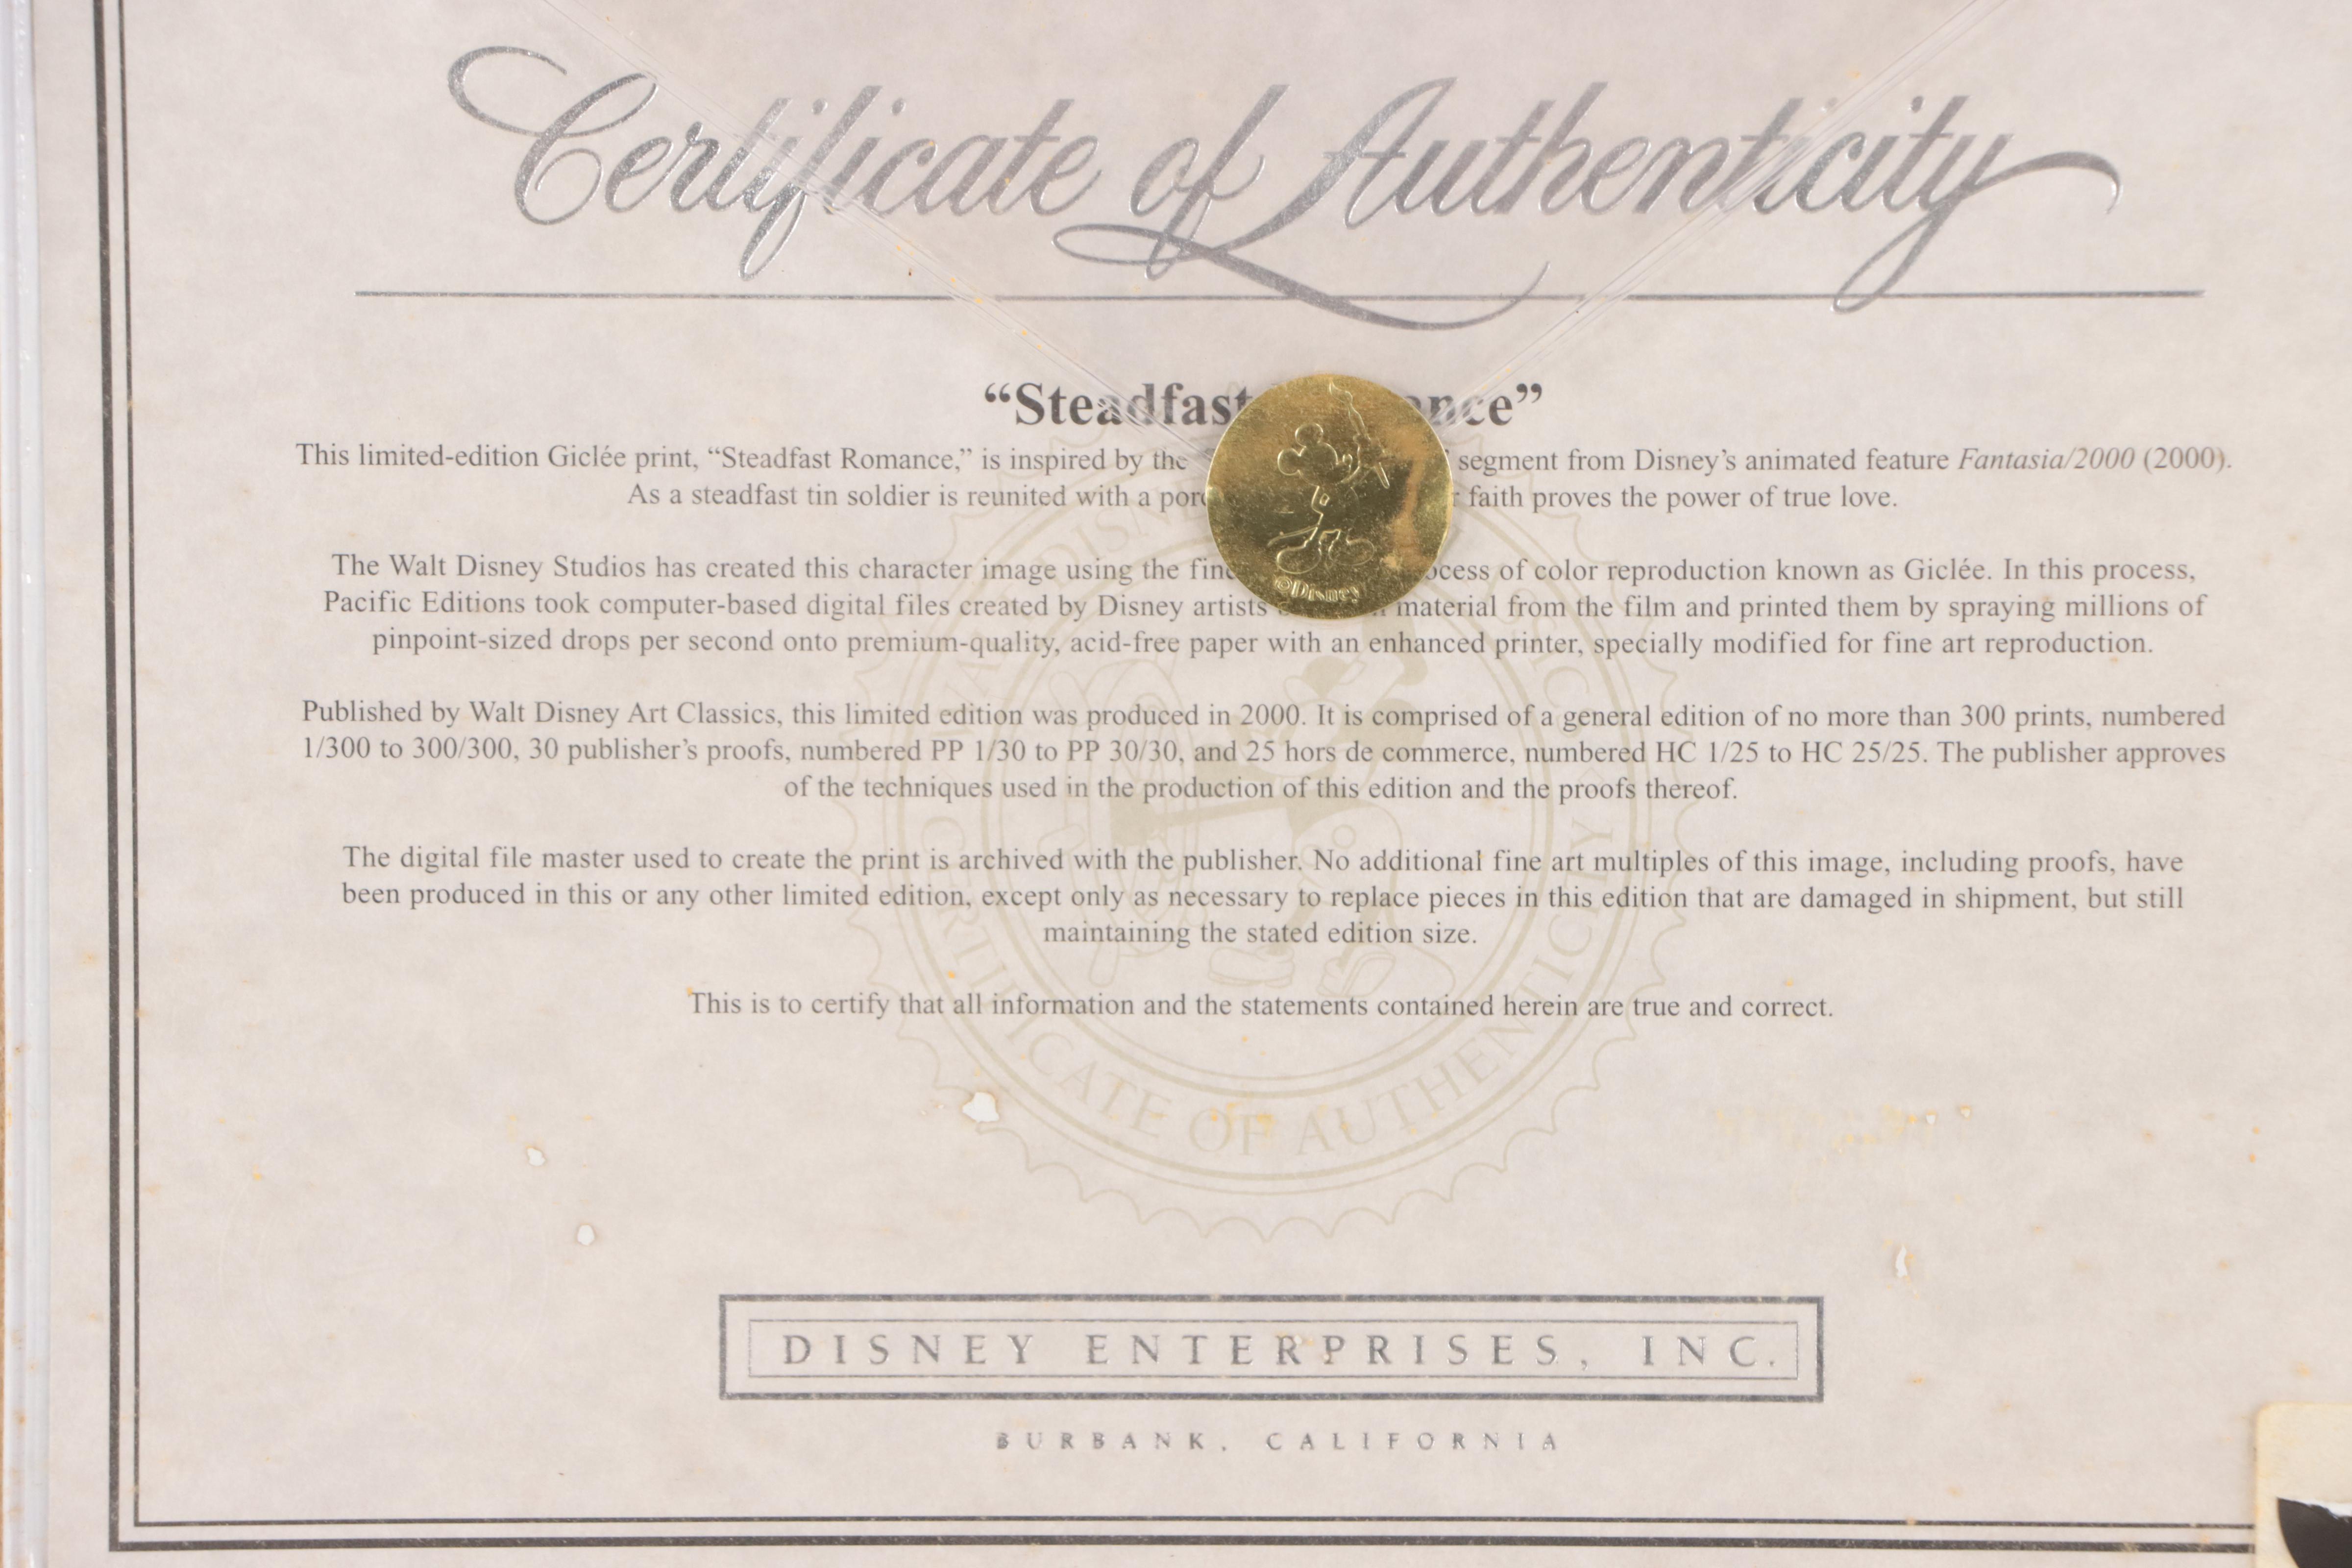 Certificate of Authenticity
“Steadfast
This limited-edition Giclée print, “Steadfast Romance,” is inspired by the segment from Disney’s animated feature Fantasia/2000 (2000).
As a steadfast tin soldier is reunited with a faith proves the power of true love.
©Disney
The Walt Disney Studios has created this character image using the of color reproduction known as Giclée. In this process,
Pacific Editions took computer-based digital files created by Disney artists material from the film and printed them by spraying millions of
pinpoint-sized drops per second onto premium-quality, acid-free paper with an enhanced printer, specially modified for fine art reproduction.
Published by Walt Disney Art Classics, this limited edition was produced in 2000. It is comprised of a general edition of no more than 300 prints, numbered
1/300 to 300/300, 30 publisher’s proofs, numbered PP 1/30 to PP 30/30, and 25 hors de commerce, numbered HC 1/25 to HC 25/25. The publisher approves
of the techniques used in the production of this edition and the proofs thereof.
The digital file master used to create the print is archived with the publisher. No additional fine art multiples of this image, including proofs, have
been produced in this or any other limited edition, except only as necessary to replace pieces in this edition that are damaged in shipment, but still
maintaining the stated edition size.
This is to certify that all information and the statements contained herein are true and correct.
CERTIFICATE OF AUTHENTICITY
DISNEY ENTERPRISES, INC.
BURBANK, CALIFORNIA